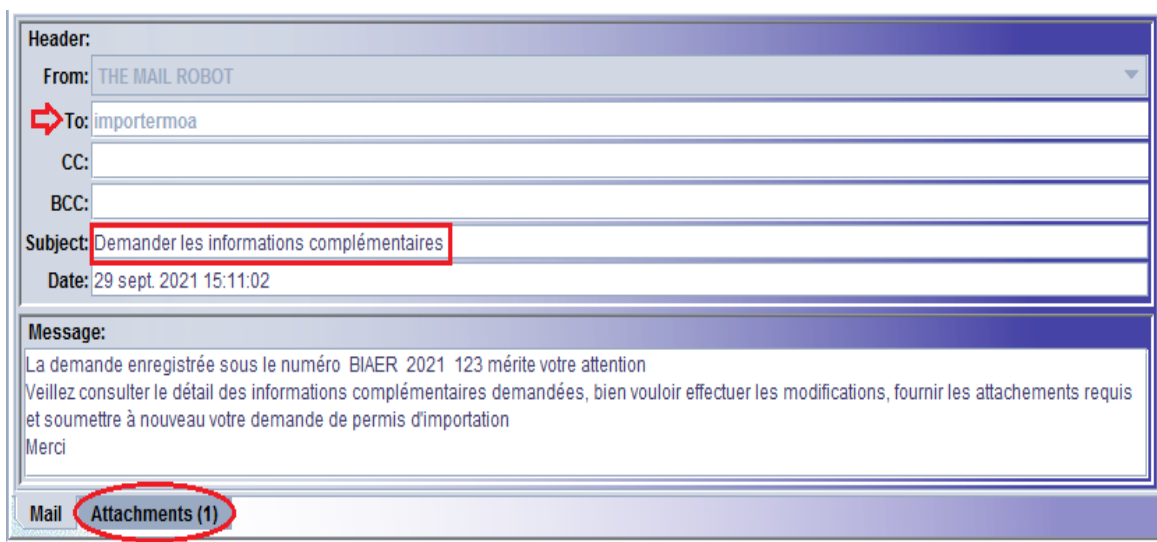 Header:
From: THE MAIL ROBOT
To: importermoa
CC:
BCC:
Subject: Demander les informations complémentaires
Date: 29 sept. 2021 15:11:02
Message:
La demande enregistrée sous le numéro BIAER 2021 123 mérite votre attention
Veillez consulter le détail des informations complémentaires demandées, bien vouloir effectuer les modifications, fournir les attachements requis
et soumettre à nouveau votre demande de permis d'importation
Merci
Mail Attachments (1)